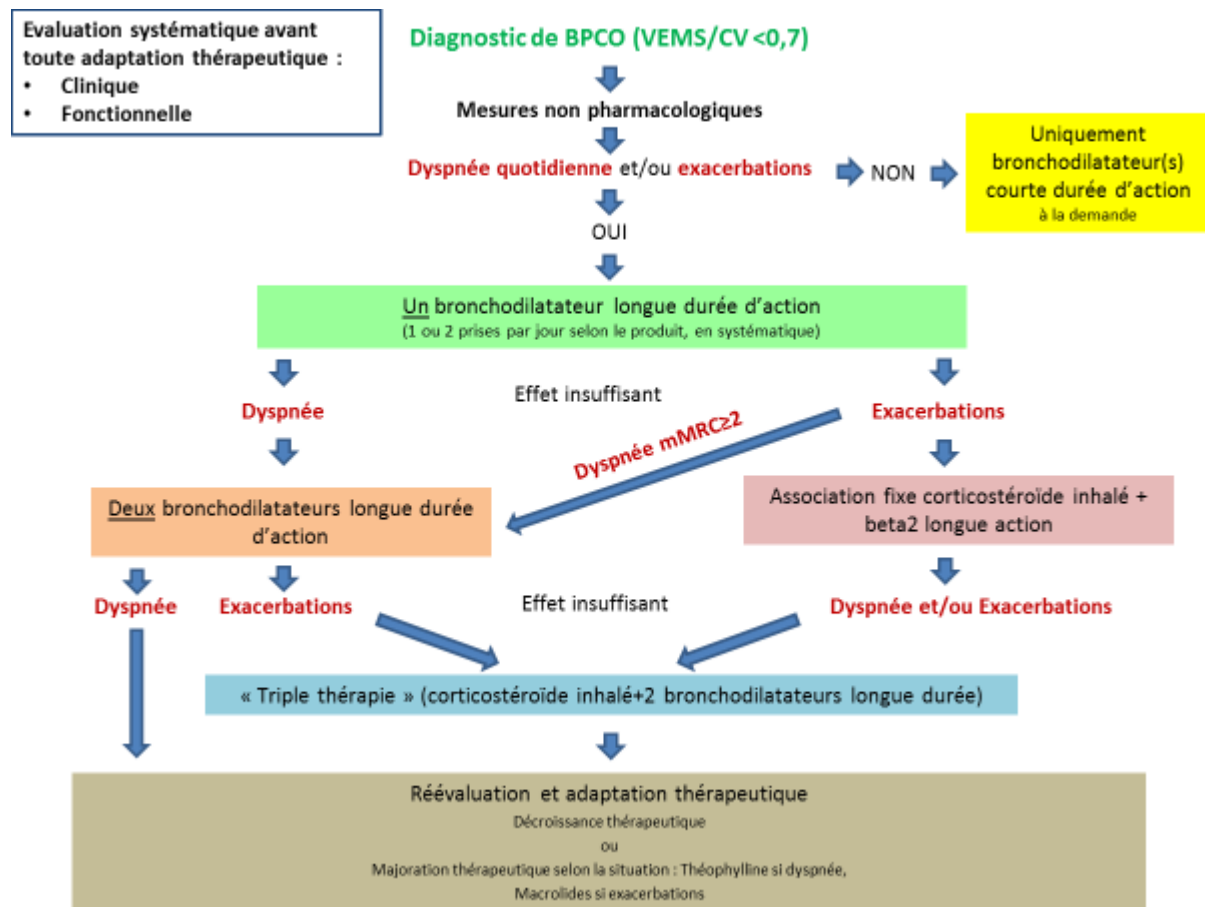 Evaluation systématique avant
toute adaptation thérapeutique :
• Clinique
• Fonctionnelle
Diagnostic de BPCO (VEMS/CV <0,7)
Mesures non pharmacologiques
Dyspnée quotidienne et/ou exacerbations
NON
Uniquement
bronchodilatateur(s)
courte durée d'action
à la demande
OUI
Un bronchodilatateur longue durée d'action
(1 ou 2 prises par jour selon le produit, en systématique)
Effet insuffisant
Dyspnée
Exacerbations
Dyspnée mMRC≥2
Deux bronchodilatateurs longue durée
d'action
Association fixe corticostéroïde inhalé +
beta2 longue action
Dyspnée
Exacerbations
Effet insuffisant
Dyspnée et/ou Exacerbations
« Triple thérapie » (corticostéroïde inhalé+2 bronchodilatateurs longue durée)
Réévaluation et adaptation thérapeutique
Décroissance thérapeutique
ou
Majoration thérapeutique selon la situation : Théophylline si dyspnée,
Macrolides si exacerbations